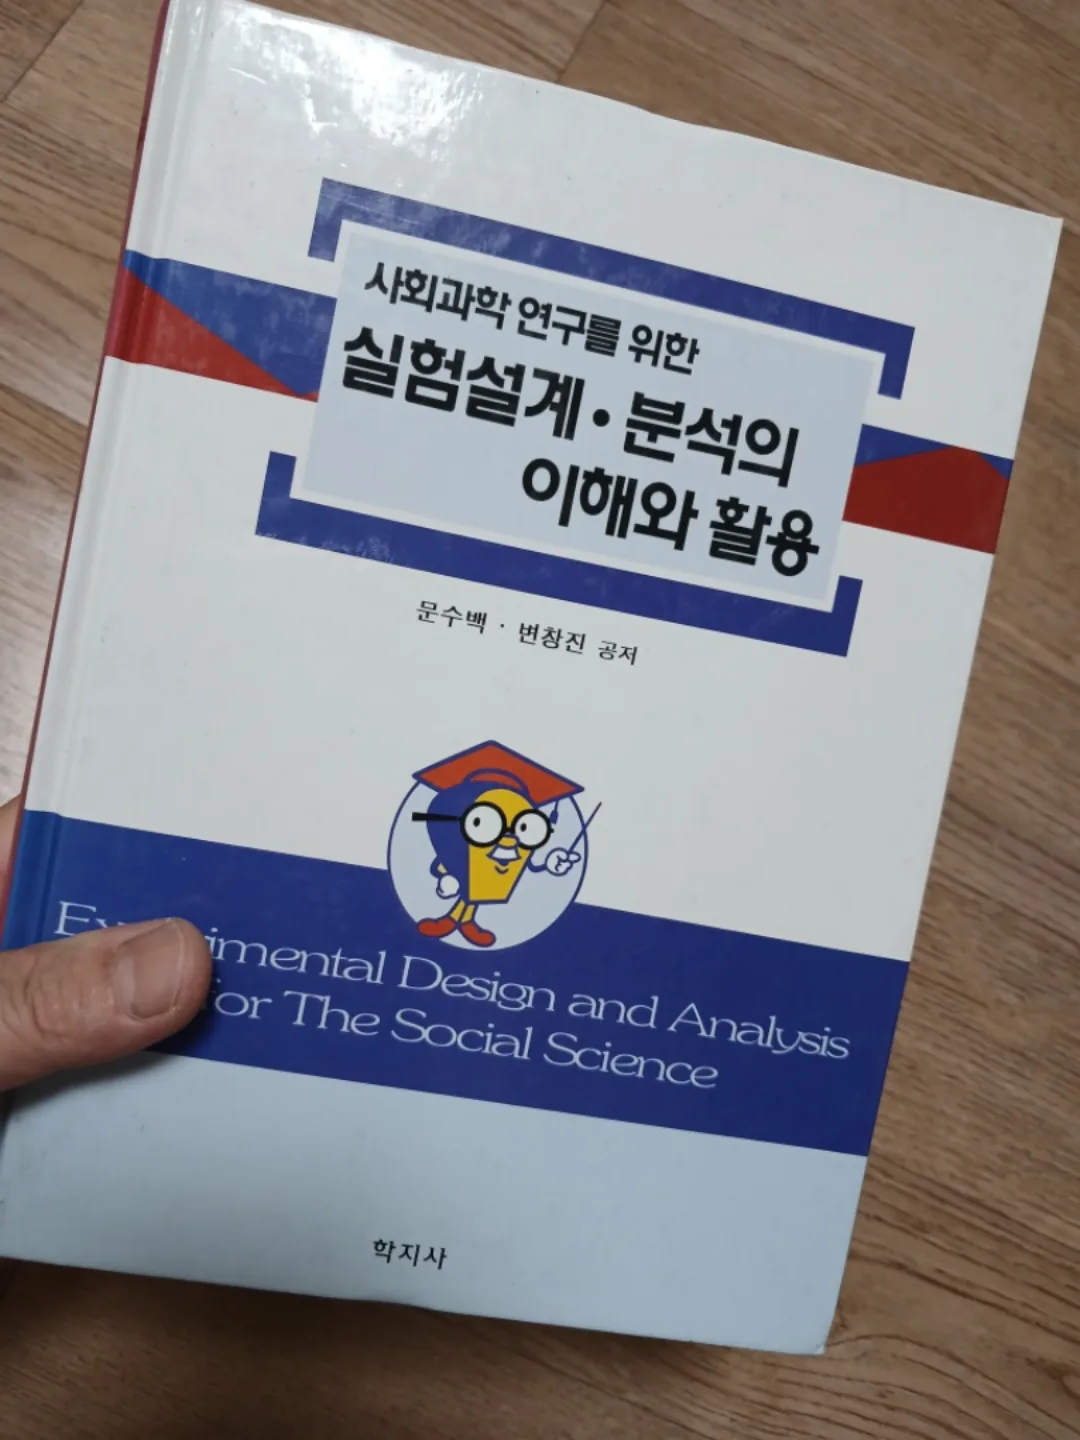 사회과학 연구를 위한
실험설계·분석의
이해와 활용
문수백 · 변창진 공저
Design and Analysis
for The Social Science
학지사